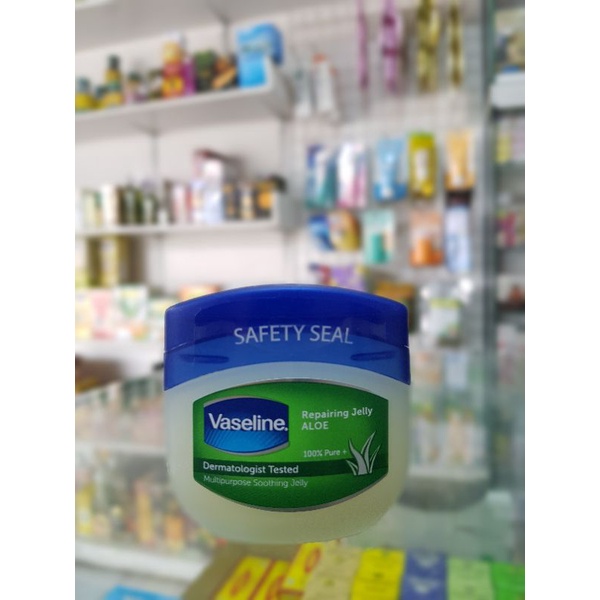 SAFETY SEAL
Vaseline.
Repairing Jelly
ALOE
100% Pure +
Dermatologist Tested
Multipurpose Soothing Jelly